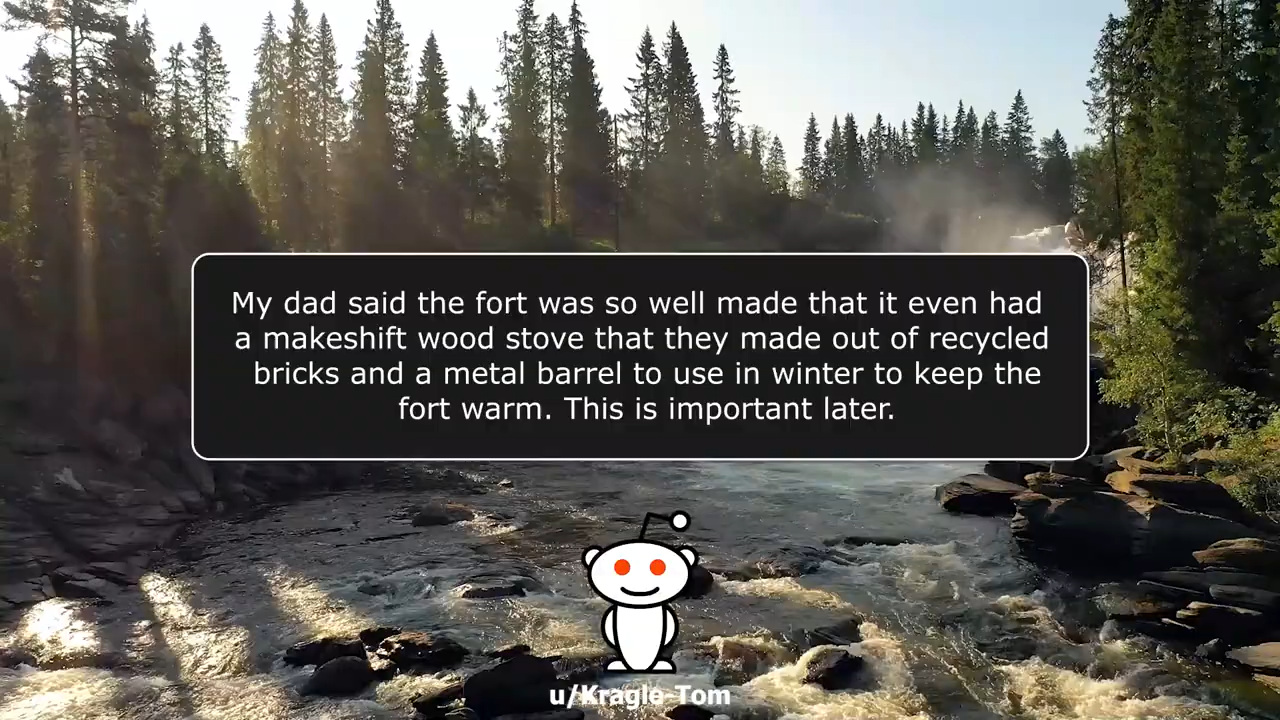 My dad said the fort was so well made that it even had
a makeshift wood stove that they made out of recycled
bricks and a metal barrel to use in winter to keep the
fort warm. This is important later.
u/Kragle-Tom